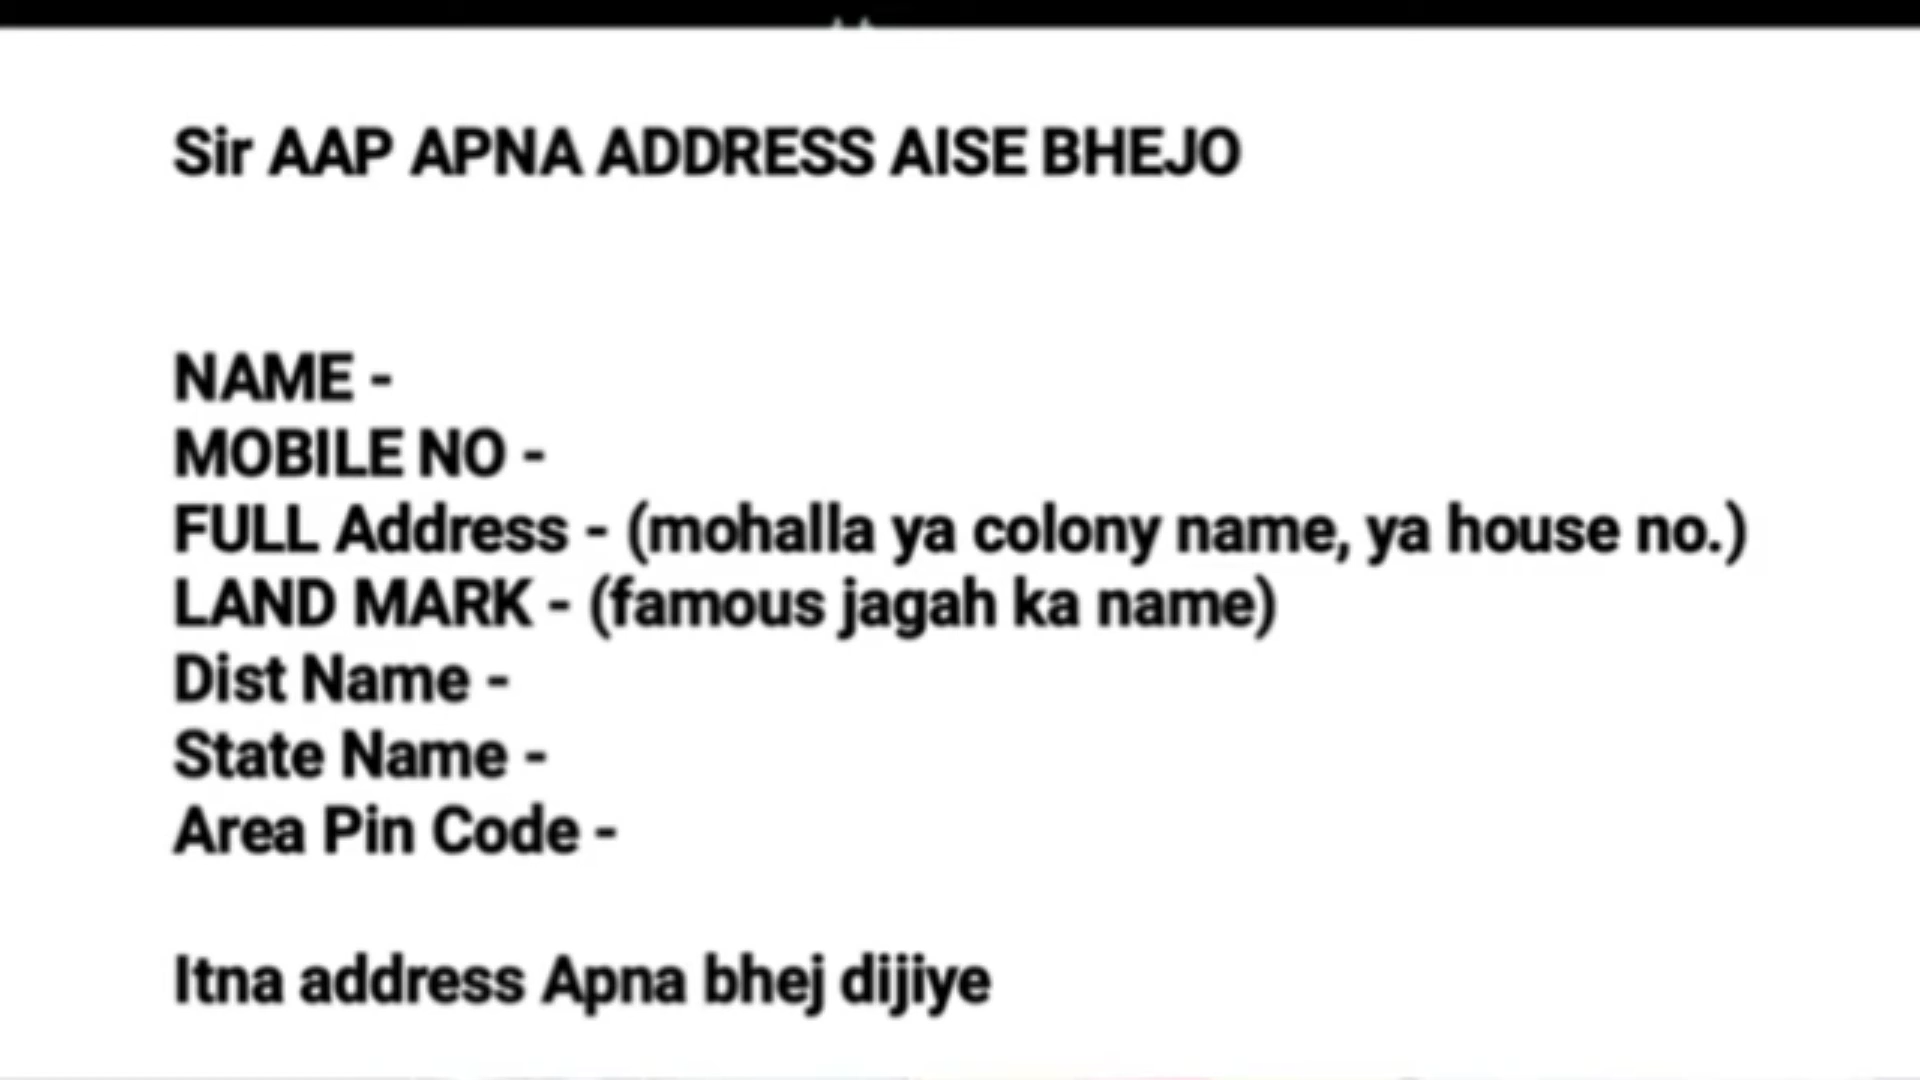 Sir AAP APNA ADDRESS AISE BHEJO
NAME -
MOBILE NO -
FULL Address - (mohalla ya colony name, ya house no.)
LAND MARK - (famous jagah ka name)
Dist Name -
State Name -
Area Pin Code -
Itna address Apna bhej dijiye